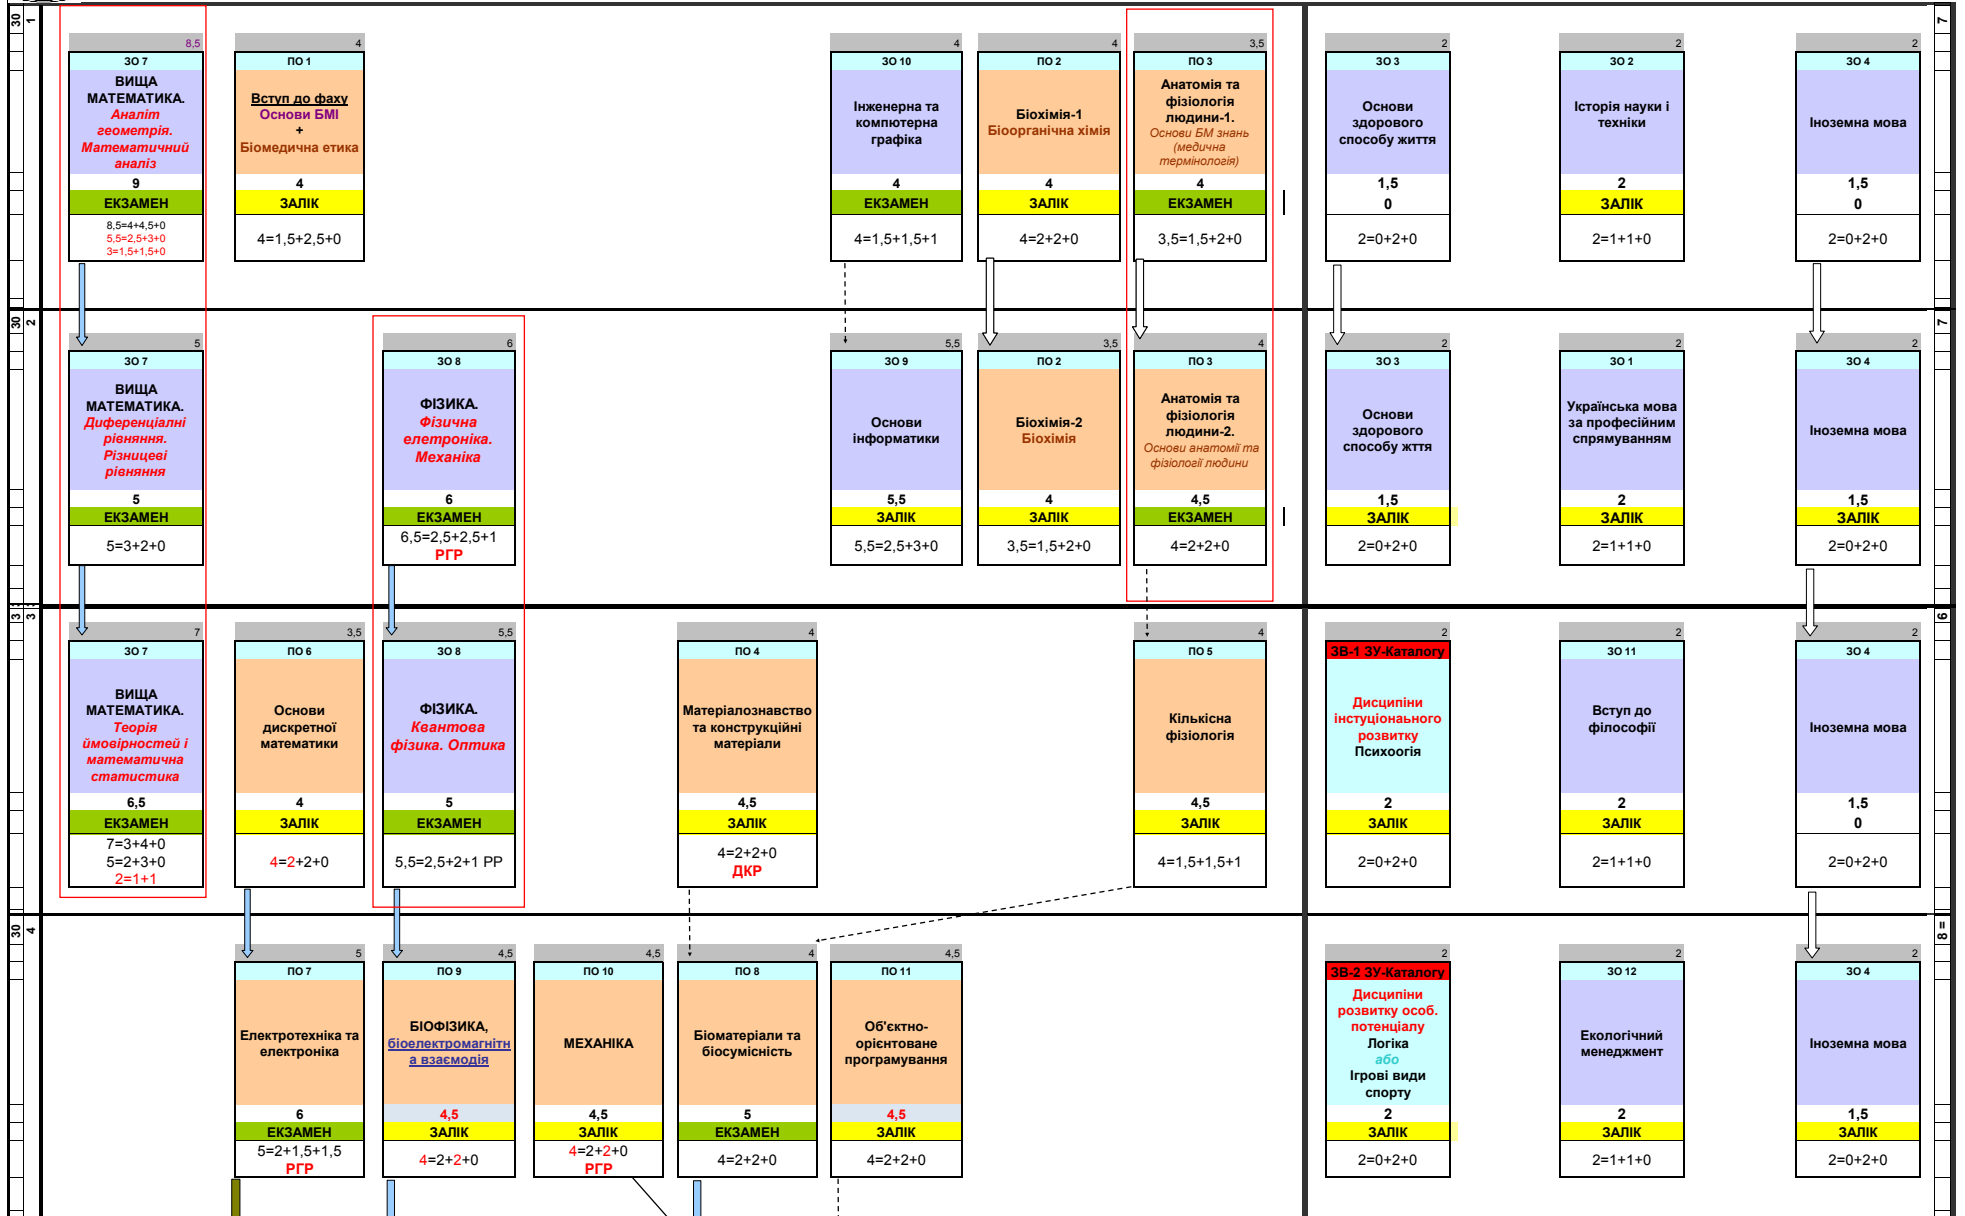 30
1
7
8,5
ЗО 7
ВИЩА
МАТЕМАТИКА.
Аналіт
геометрія.
Математичний
аналіз
9
ЕКЗАМЕН
8,5=4+4,5+0
5,5=2,5+3+0
3=1,5+1,5+0
4
ПО 1
Вступ до фаху
Основи БМІ
+
Біомедична етика
4
ЗАЛІК
4=1,5+2,5+0
4
ЗО 10
Інженерна та
компютерна
графіка
4
ЕКЗАМЕН
4=1,5+1,5+1
4
ПО 2
Біохімія-1
Біоорганічна хімія
4
ЗАЛІК
4=2+2+0
3,5
ПО 3
Анатомія та
фізіологія
людини-1.
Основи БМ знань
(медична
термінологія)
4
ЕКЗАМЕН
3,5=1,5+2+0
2
ЗО 3
Основи
здорового
способу життя
1,5
0
2=0+2+0
2
ЗО 2
Історія науки і
техніки
2
ЗАЛІК
2=1+1+0
2
ЗО 4
Іноземна мова
1,5
0
2=0+2+0
30
2
7
5
ЗО 7
ВИЩА
МАТЕМАТИКА.
Диференціалні
рівняння.
Різницеві
рівняння
5
ЕКЗАМЕН
5=3+2+0
6
ЗО 8
ФІЗИКА.
Фізична
елетроніка.
Механіка
6
ЕКЗАМЕН
6,5=2,5+2,5+1
РГР
5,5
ЗО 9
Основи
інформатики
5,5
ЗАЛІК
5,5=2,5+3+0
3,5
ПО 2
Біохімія-2
Біохімія
4
ЗАЛІК
3,5=1,5+2+0
4
ПО 3
Анатомія та
фізіологія
людини-2.
Основи анатомії та
фізіології людини
4,5
ЕКЗАМЕН
4=2+2+0
2
ЗО 3
Основи
здорового
способу жття
1,5
ЗАЛІК
2=0+2+0
2
ЗО 1
Українська мова
за професійним
спрямуванням
2
ЗАЛІК
2=1+1+0
2
ЗО 4
Іноземна мова
1,5
ЗАЛІК
2=0+2+0
3
3
6
7
ЗО 7
ВИЩА
МАТЕМАТИКА.
Теорія
ймовірностей і
математична
статистика
6,5
ЕКЗАМЕН
7=3+4+0
5=2+3+0
2=1+1
3,5
ПО 6
Основи
дискретної
математики
4
ЗАЛІК
4=2+2+0
5,5
ЗО 8
ФІЗИКА.
Квантова
фізика. Оптика
5
ЕКЗАМЕН
5,5=2,5+2+1 РР
4
ПО 4
Матеріалознавство
та конструкційні
матеріали
4,5
ЗАЛІК
4=2+2+0
ДКР
4
ПО 5
Кількісна
фізіологія
4,5
ЗАЛІК
4=1,5+1,5+1
2
ЗВ-1 ЗУ-Каталогу
Дисципіни
інстуціонаьного
розвитку
Психоогія
2
ЗАЛІК
2=0+2+0
2
ЗО 11
Вступ до
філософії
2
ЗАЛІК
2=1+1+0
2
ЗО 4
Іноземна мова
1,5
0
2=0+2+0
30
4
8 =
5
ПО 7
Електротехніка та
електроніка
6
ЕКЗАМЕН
5=2+1,5+1,5
РГР
4,5
ПО 9
БІОФІЗИКА,
біоелектромагнітн
а взаємодія
4,5
ЗАЛІК
4=2+2+0
4,5
ПО 10
МЕХАНІКА
4,5
ЗАЛІК
4=2+2+0
РГР
4
ПО 8
Біоматеріали та
біосумісність
5
ЕКЗАМЕН
4=2+2+0
4,5
ПО 11
Об'єктно-
орієнтоване
програмування
4,5
ЗАЛІК
4=2+2+0
2
ЗВ-2 ЗУ-Каталогу
Дисципіни
розвитку особ.
потенціалу
Логіка
або
Ігрові види
спорту
2
ЗАЛІК
2=0+2+0
2
ЗО 12
Екологічний
менеджмент
2
ЗАЛІК
2=1+1+0
2
ЗО 4
Іноземна мова
1,5
ЗАЛІК
2=0+2+0